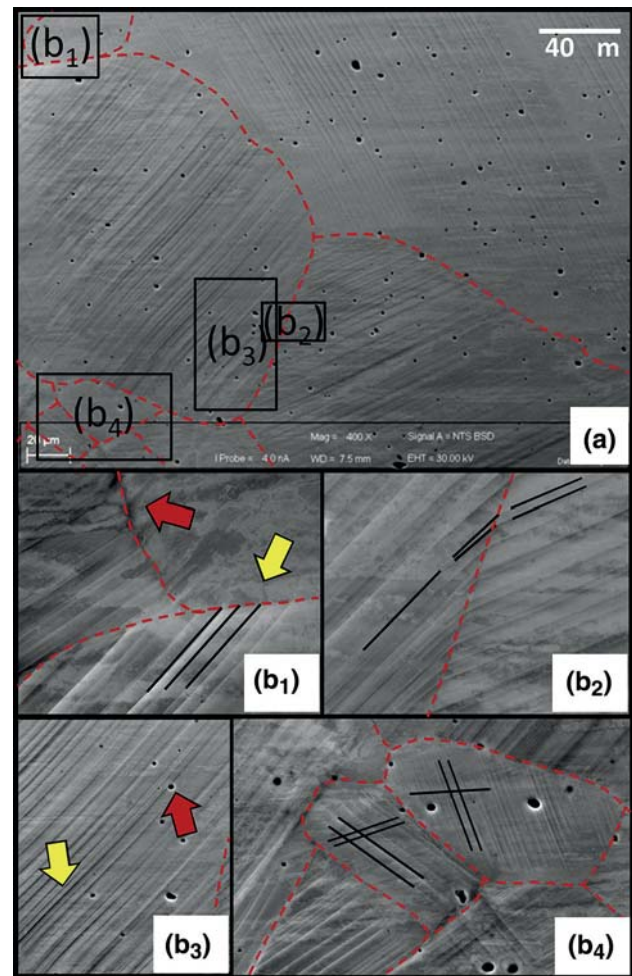 (b1)
40 m
(b3)
(b2)
(b4)
(a)
20 µm
Mag = 400 X
Signal A = NTS BSD
I Probe = 4.0 nA
WD = 7.5 mm
EHT = 30.00 kV
(b1)
(b2)
(b3)
(b4)